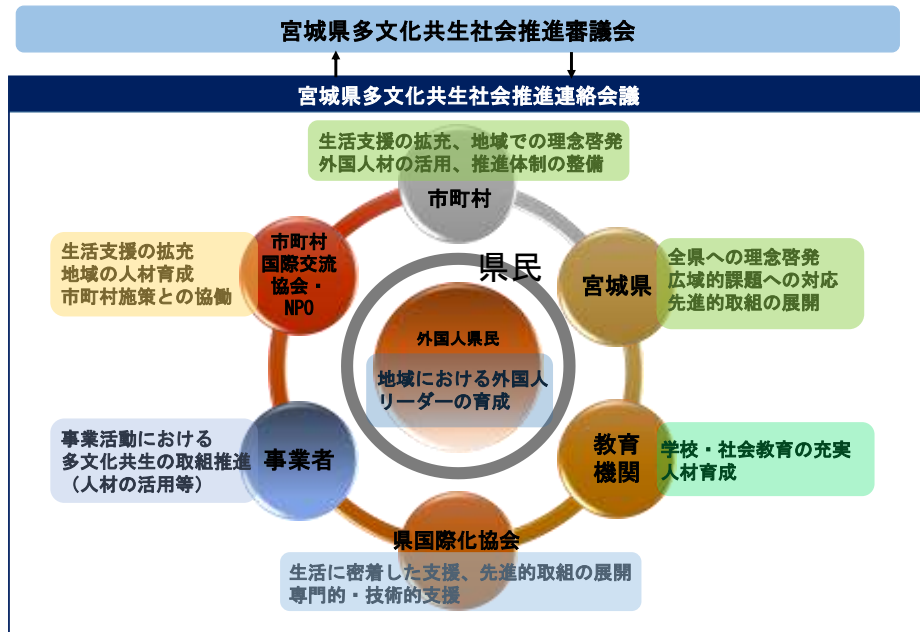 宮城県多文化共生社会推進審議会
宮城県多文化共生社会推進連絡会議
生活支援の拡充、地域での理念啓発
外国人材の活用、推進体制の整備
市町村
市町村
国際交流
協会・
NPO
生活支援の拡充
地域の人材育成
市町村施策との協働
県民
宮城県
全県への理念啓発
広域的課題への対応
先進的取組の展開
外国人県民
地域における外国人
リーダーの育成
事業活動における
多文化共生の取組推進
（人材の活用等）
事業者
教育
機関
学校・社会教育の充実
人材育成
県国際化協会
生活に密着した支援、先進的取組の展開
専門的・技術的支援